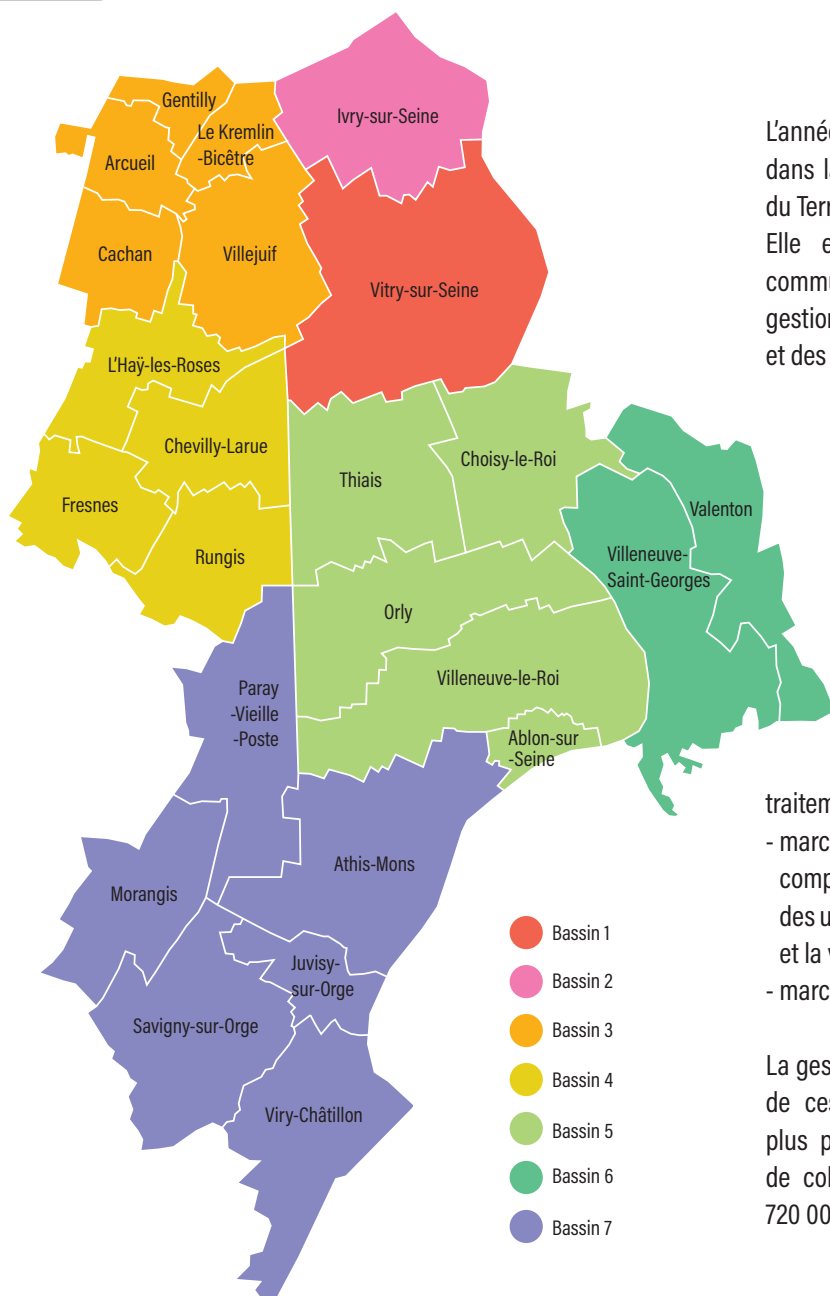 Gentilly
Le Kremlin
-Bicêtre
Ivry-sur-Seine
Arcueil
Cachan
Villejuif
Vitry-sur-Seine
L'Haÿ-les-Roses
Chevilly-Larue
Thiais
Choisy-le-Roi
Fresnes
Rungis
Valenton
Villeneuve-
Saint-Georges
Orly
Villeneuve-le-Roi
Paray
-Vieille
-Poste
Ablon-sur
-Seine
Athis-Mons
Morangis
Juvisy-
sur-Orge
Savigny-sur-Orge
Viry-Châtillon
Bassin 1
Bassin 2
Bassin 3
Bassin 4
Bassin 5
Bassin 6
Bassin 7
L'anné
dans l
du Terr
Elle e
commu
gestion
et des
traitem
- marc
comp
des u
et la v
- marc
La ges
de ces
plus p
de col
720 00